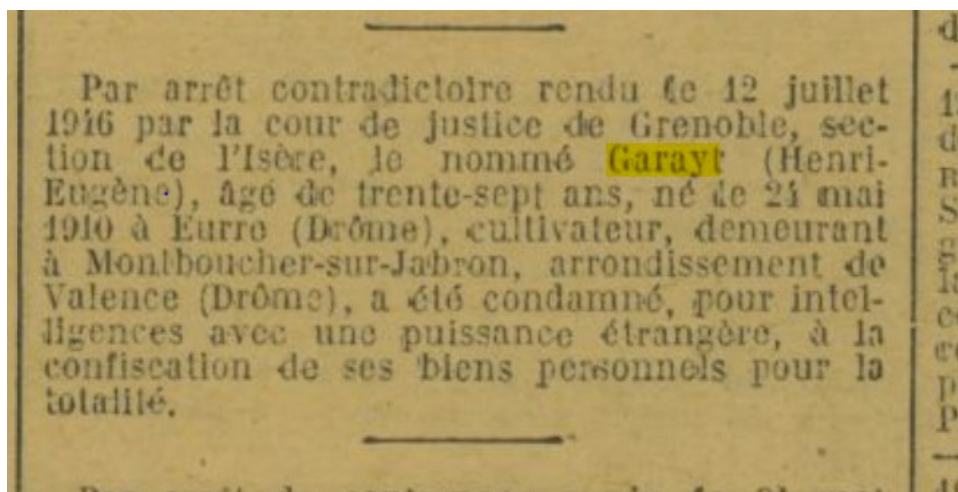 Par arrêt contradictoire rendu le 12 juillet
1946 par la cour de justice de Grenoble, sec-
tion de l'Isère, le nommé Garayt (Henri-
Eugène), âgé de trente-sept ans, né le 24 mai
1910 à Eurre (Drôme), cultivateur, demeurant
à Montboucher-sur-Jabron, arrondissement de
Valence (Drôme), a été condamné, pour intel-
ligences avec une puissance étrangère, à la
confiscation de ses biens personnels pour la
totalité.